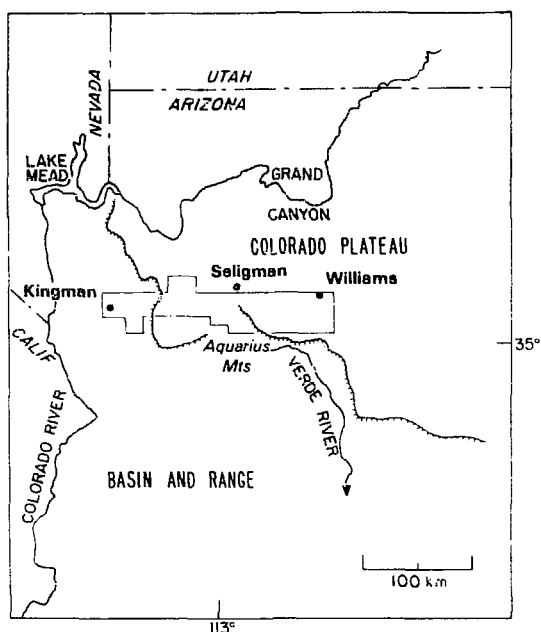 NEVADA
UTAH
ARIZONA
LAKE
MEAD
GRAND
CANYON
COLORADO PLATEAU
Seligman
Williams
Kingman
CALIF
Aquarius
Mts
35°
VERDE RIVER
COLORADO RIVER
BASIN AND RANGE
100 km
113°